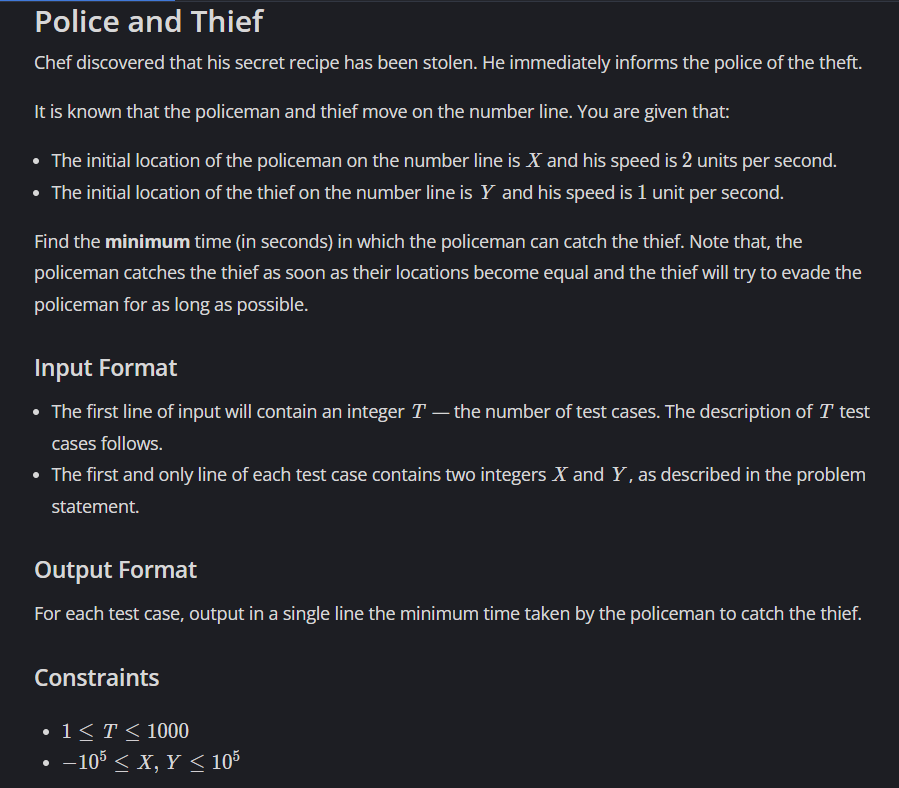 Police and Thief
Chef discovered that his secret recipe has been stolen. He immediately informs the police of the theft.
It is known that the policeman and thief move on the number line. You are given that:
• The initial location of the policeman on the number line is X and his speed is 2 units per second.
• The initial location of the thief on the number line is Y and his speed is 1 unit per second.
Find the minimum time (in seconds) in which the policeman can catch the thief. Note that, the
policeman catches the thief as soon as their locations become equal and the thief will try to evade the
policeman for as long as possible.
Input Format
• The first line of input will contain an integer T — the number of test cases. The description of T test
cases follows.
• The first and only line of each test case contains two integers X and Y, as described in the problem
statement.
Output Format
For each test case, output in a single line the minimum time taken by the policeman to catch the thief.
Constraints
• 1 ≤ T ≤ 1000
• −10⁵ ≤ X, Y ≤ 10⁵